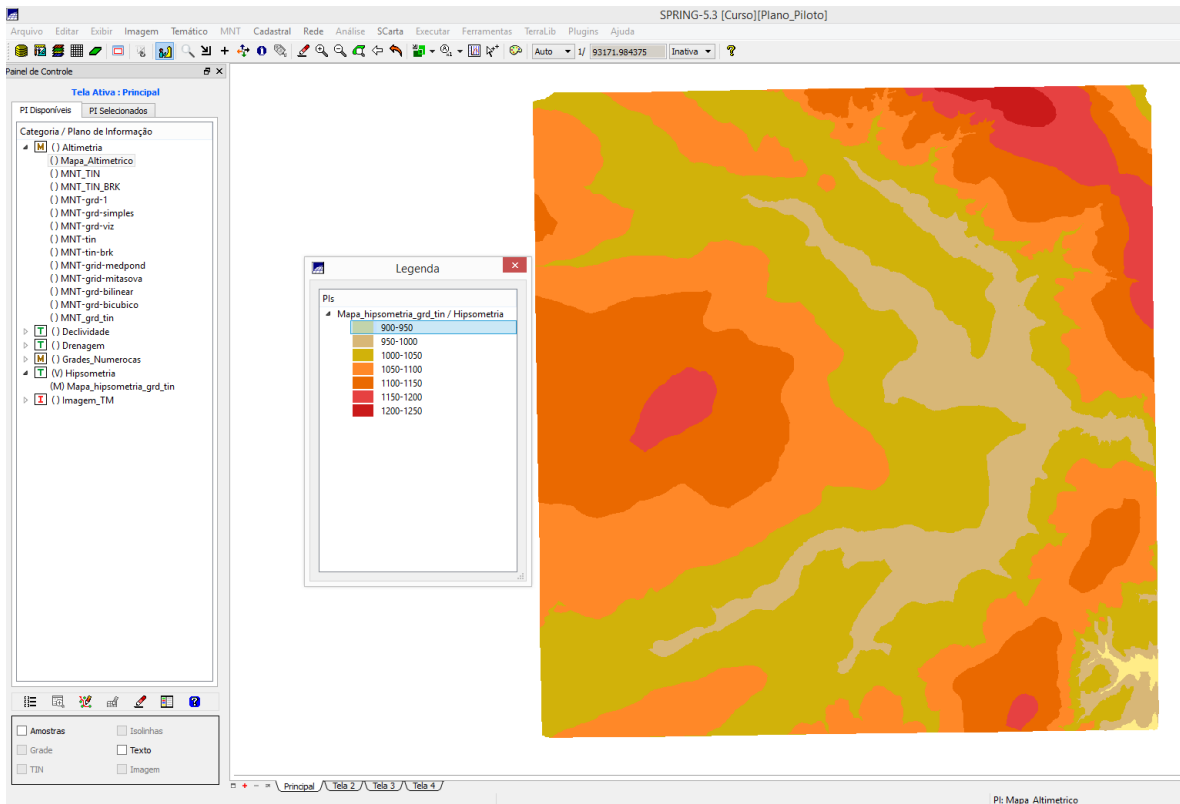 SPRING-5.3 [Curso][Plano_Piloto]
Arquivo Editar Exibir Imagem Temático MNT Cadastral Rede Análise SCarta Executar Ferramentas TerraLib Plugins Ajuda
Auto 1/ 93171.984375 Inativa
Painel de Controle
Tela Ativa : Principal
PI Disponíveis PI Selecionados
Categoria / Plano de Informação
M () Altimetria
() Mapa_Altimetrico
() MNT_TIN
() MNT_TIN_BRK
() MNT-grd-1
() MNT-grd-simples
() MNT-grd-viz
() MNT-tin
() MNT-tin-brk
() MNT-grid-medpond
() MNT-grid-mitasova
() MNT-grd-bilinear
() MNT-grd-bicubico
() MNT_grd_tin
T () Declividade
T () Drenagem
M () Grades_Numerocas
T (V) Hipsometria
(M) Mapa_hipsometria_grd_tin
I () Imagem_TM
Legenda
PIs
Mapa_hipsometria_grd_tin / Hipsometria
900-950
950-1000
1000-1050
1050-1100
1100-1150
1150-1200
1200-1250
Amostras Isolinhas
Grade Texto
TIN Imagem
Principal Tela 2 Tela 3 Tela 4
PI: Mapa_Altimetrico